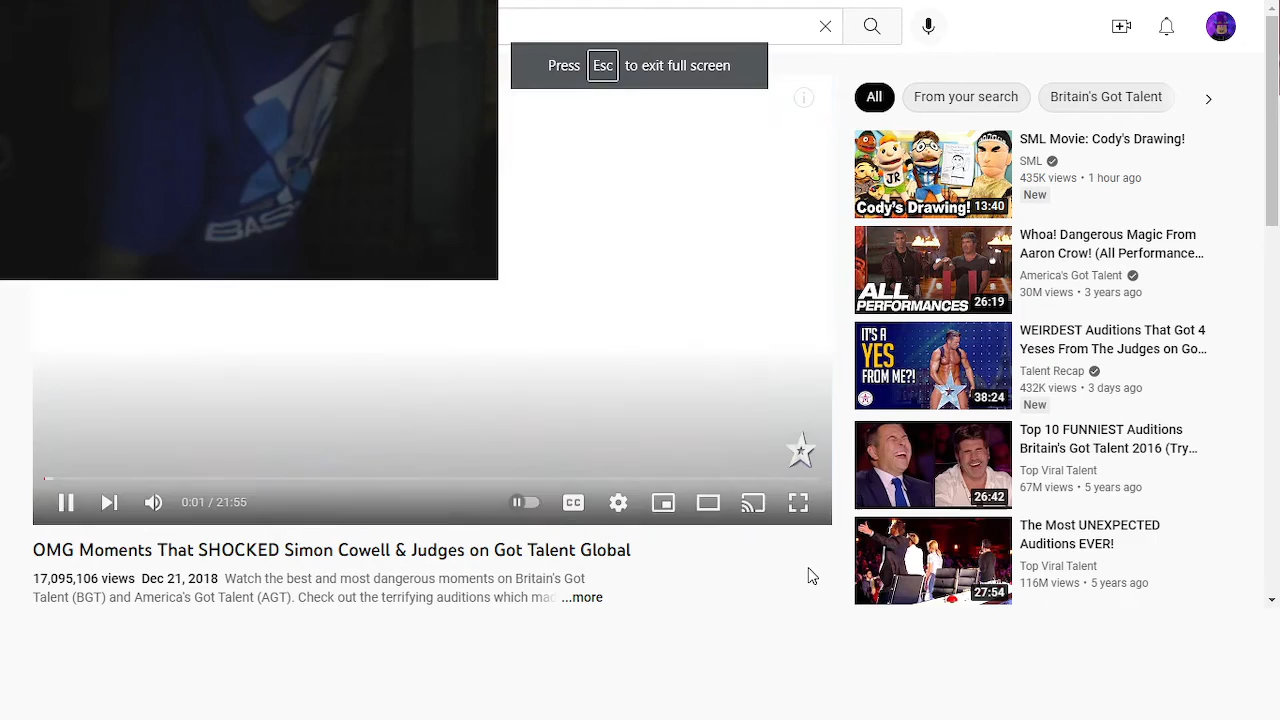 Press Esc to exit full screen
All
From your search
Britain's Got Talent
SML Movie: Cody's Drawing!
SML
435K views • 1 hour ago
New
JR
Cody's Drawing!
13:40
Whoa! Dangerous Magic From
Aaron Crow! (All Performance...
America's Got Talent
30M views • 3 years ago
ALL
PERFORMANCES
26:19
WEIRDEST Auditions That Got 4
Yeses From The Judges on Go...
Talent Recap
432K views • 3 days ago
New
IT'S A
YES
FROM ME?!
38:24
Top 10 FUNNIEST Auditions
Britain's Got Talent 2016 (Try...
Top Viral Talent
67M views • 5 years ago
26:42
The Most UNEXPECTED
Auditions EVER!
Top Viral Talent
116M views • 5 years ago
27:54
0:01 / 21:55
CC
OMG Moments That SHOCKED Simon Cowell & Judges on Got Talent Global
17,095,106 views Dec 21, 2018 Watch the best and most dangerous moments on Britain's Got
Talent (BGT) and America's Got Talent (AGT). Check out the terrifying auditions which mad ...more